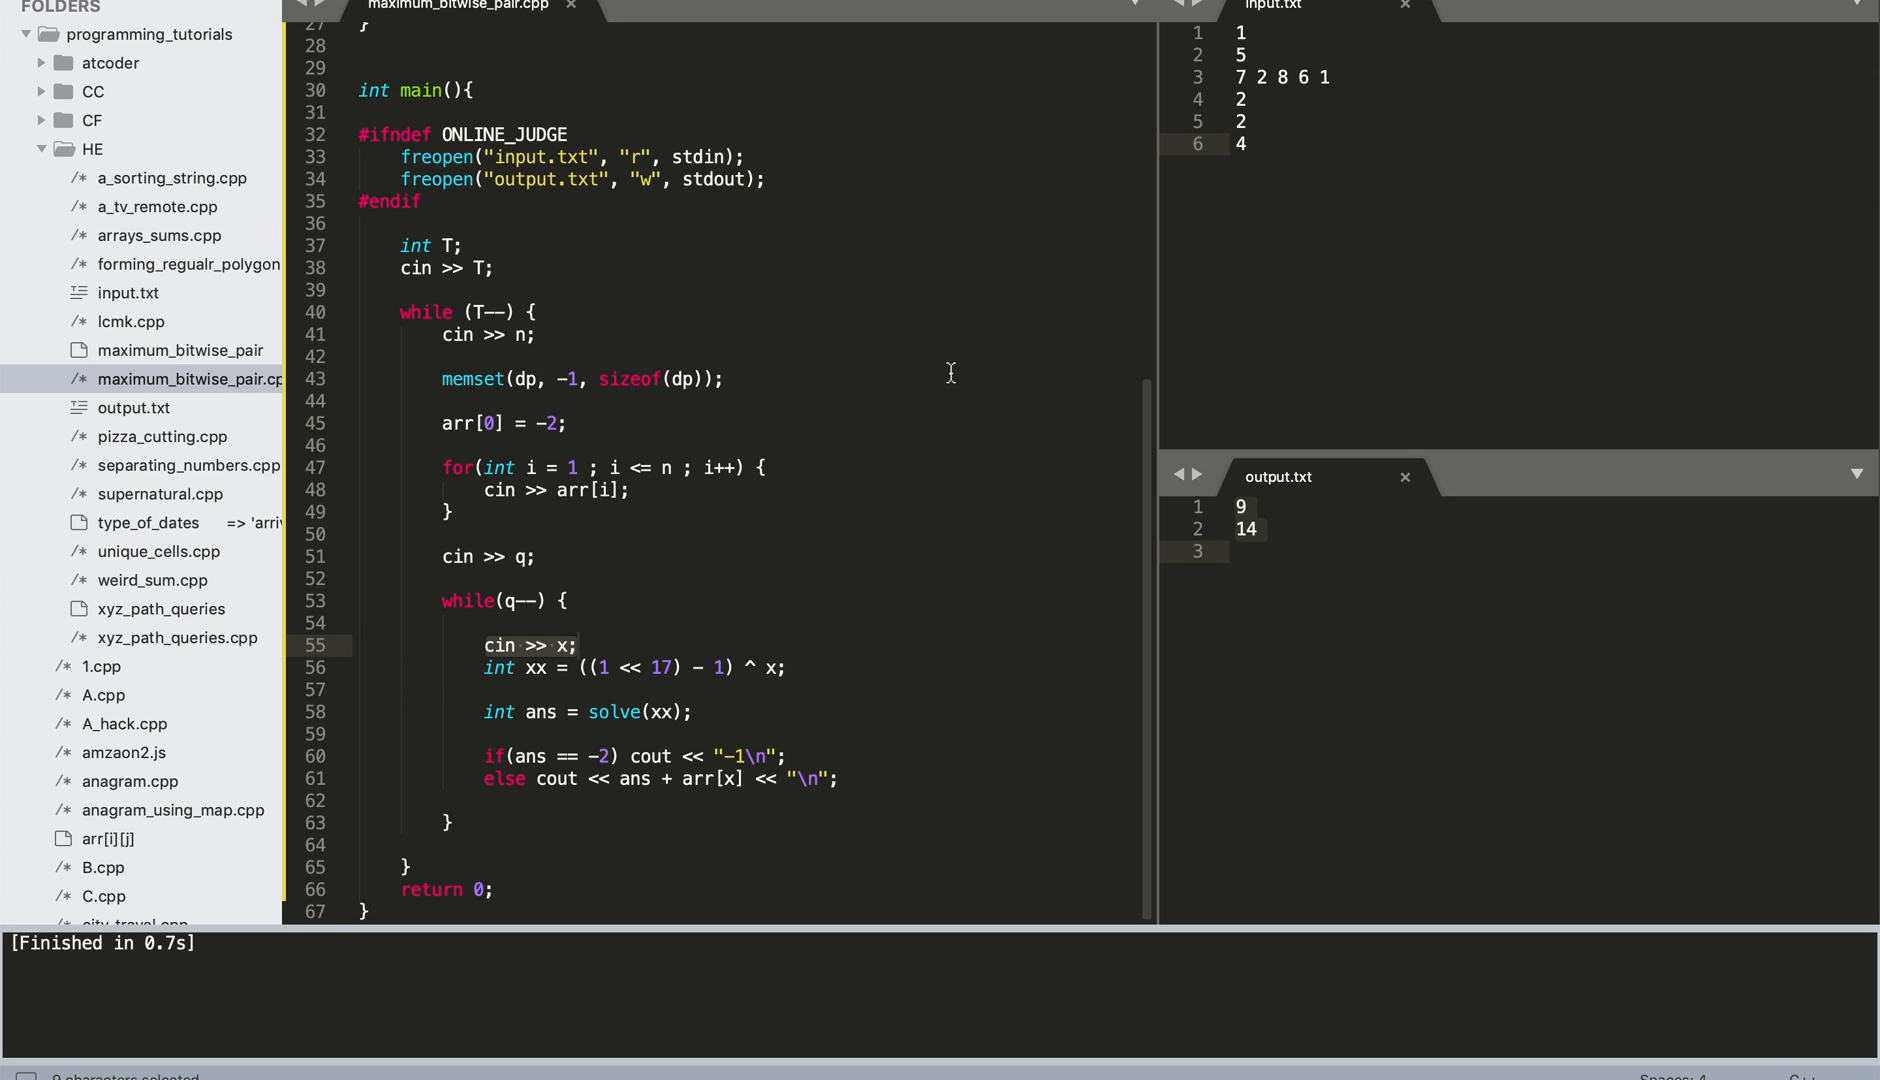 FOLDERS
programming_tutorials
atcoder
CC
CF
HE
/* a_sorting_string.cpp
/* a_tv_remote.cpp
/* arrays_sums.cpp
/* forming_regualr_polygon
input.txt
/* lcmk.cpp
maximum_bitwise_pair
/* maximum_bitwise_pair.cp
output.txt
/* pizza_cutting.cpp
/* separating_numbers.cpp
/* supernatural.cpp
type_of_dates => 'arriv
/* unique_cells.cpp
/* weird_sum.cpp
xyz_path_queries
/* xyz_path_queries.cpp
/* 1.cpp
/* A.cpp
/* A_hack.cpp
/* amzaon2.js
/* anagram.cpp
/* anagram_using_map.cpp
arr[i][j]
/* B.cpp
/* C.cpp
/* city_travel.cpp
maximum_bitwise_pair.cpp ×
27 }
28
29
30 int main(){
31
32 #ifndef ONLINE_JUDGE
33 freopen("input.txt", "r", stdin);
34 freopen("output.txt", "w", stdout);
35 #endif
36
37 int T;
38 cin >> T;
39
40 while (T--) {
41 cin >> n;
42
43 memset(dp, -1, sizeof(dp));
44
45 arr[0] = -2;
46
47 for(int i = 1 ; i <= n ; i++) {
48 cin >> arr[i];
49 }
50
51 cin >> q;
52
53 while(q--) {
54
55 cin >> x;
56 int xx = ((1 << 17) - 1) ^ x;
57
58 int ans = solve(xx);
59
60 if(ans == -2) cout << "-1\n";
61 else cout << ans + arr[x] << "\n";
62
63 }
64
65 }
66 return 0;
67 }
input.txt ×
1 1
2 5
3 7 2 8 6 1
4 2
5 2
6 4
output.txt ×
1 9
2 14
3
[Finished in 0.7s]
9 characters selected
Spaces: 4
C++